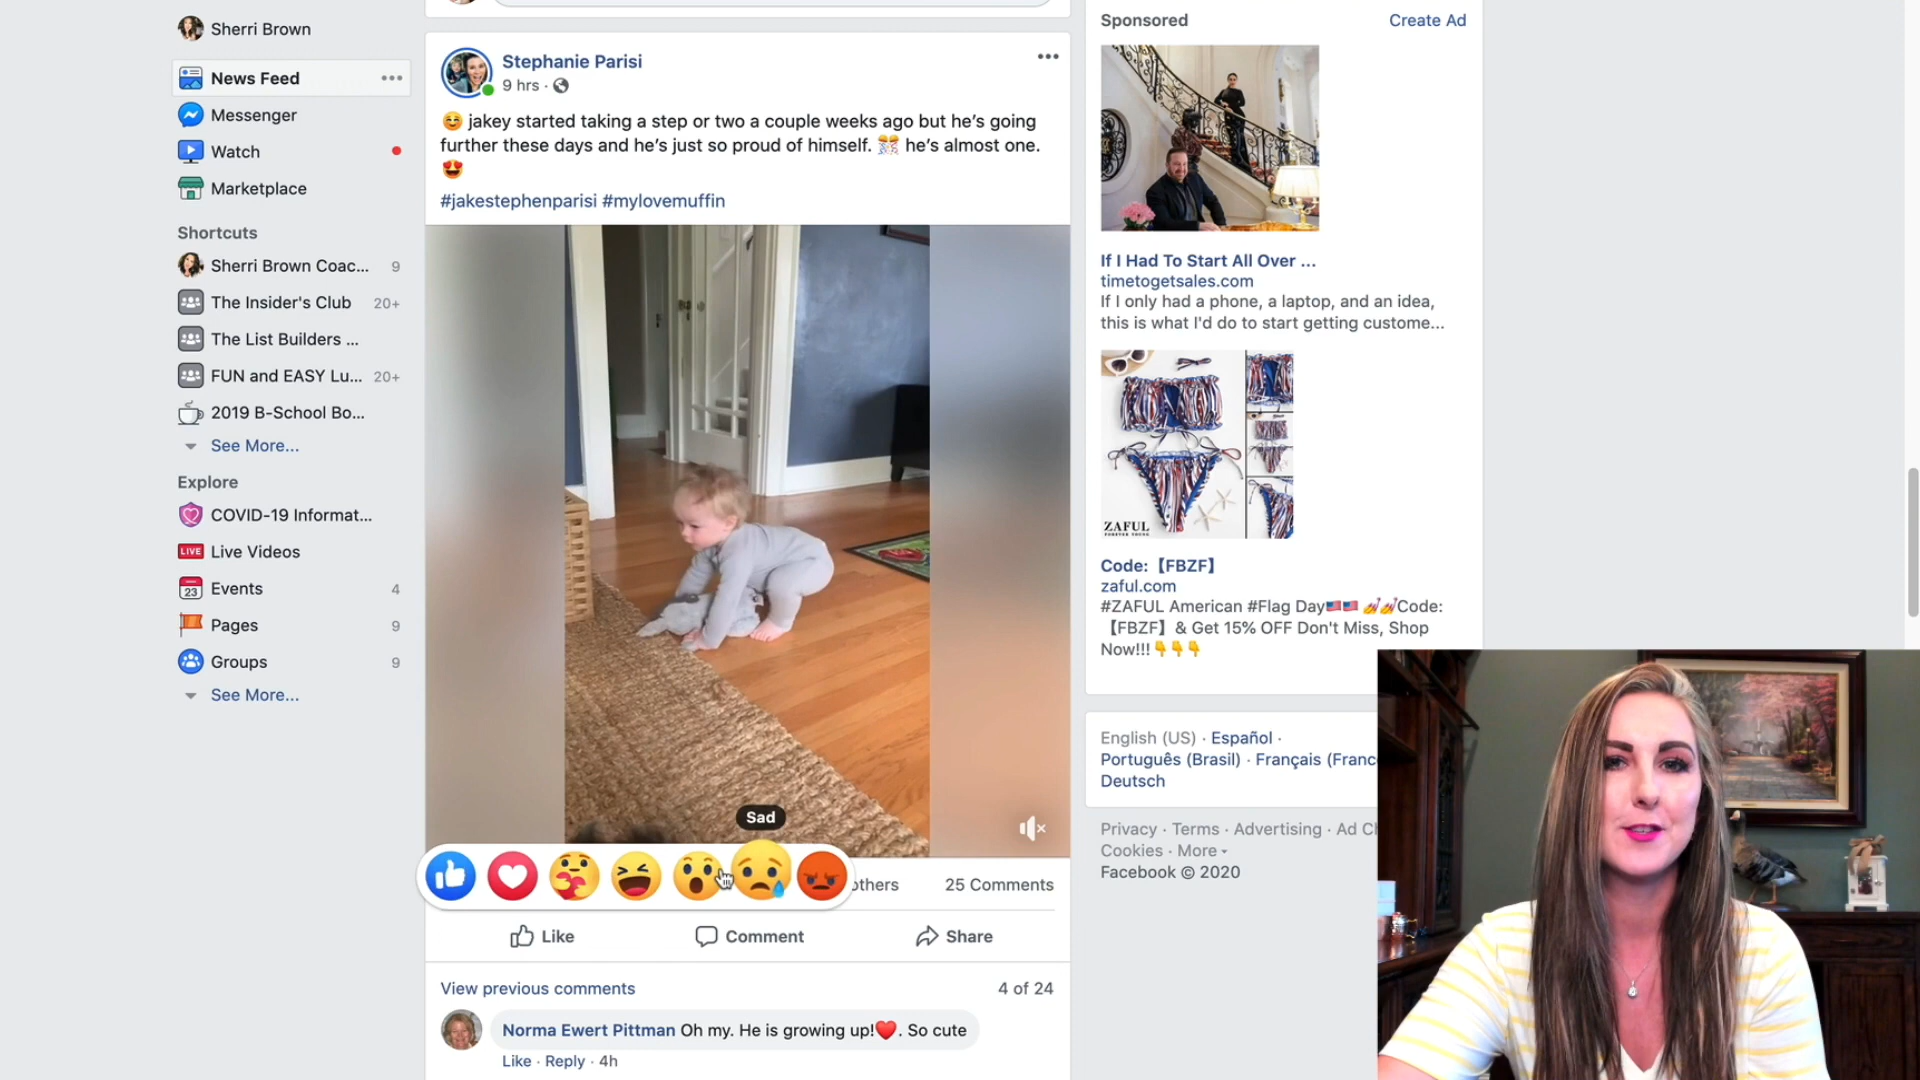 Sherri Brown
News Feed
Messenger
Watch
Marketplace
Shortcuts
Sherri Brown Coac... 9
The Insider's Club 20+
The List Builders ...
FUN and EASY Lu... 20+
2019 B-School Bo...
See More...
Explore
COVID-19 Informat...
LIVE Live Videos
23 Events 4
Pages 9
Groups 9
See More...
Stephanie Parisi
9 hrs ·
😊 jakey started taking a step or two a couple weeks ago but he's going
further these days and he's just so proud of himself. 🎊 he's almost one.
😍
#jakestephenparisi #mylovemuffin
Sad
others 25 Comments
Like Comment Share
View previous comments 4 of 24
Norma Ewert Pittman Oh my. He is growing up!❤️. So cute
Like · Reply · 4h
Sponsored Create Ad
If I Had To Start All Over ...
timetogetsales.com
If I only had a phone, a laptop, and an idea,
this is what I'd do to start getting custome...
ZAFUL
FOREVER YOUNG
Code:【FBZF】
zaful.com
#ZAFUL American #Flag Day🇺🇸🇺🇸 💅💅Code:
【FBZF】& Get 15% OFF Don't Miss, Shop
Now!!!👇👇👇
English (US) · Español ·
Português (Brasil) · Français (Franc
Deutsch
Privacy · Terms · Advertising · Ad Ch
Cookies · More
Facebook © 2020